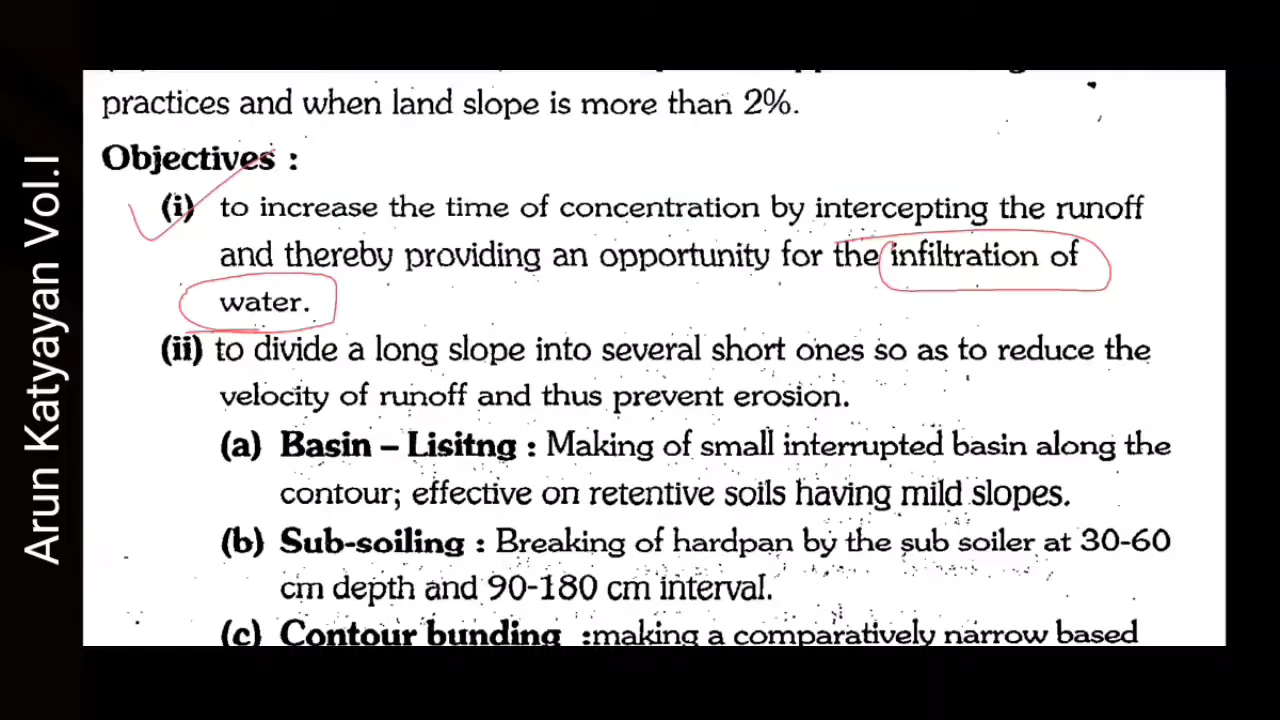 Arun Katyayan Vol.I
practices and when land slope is more than 2%.
Objectives :
(i) to increase the time of concentration by intercepting the runoff
and thereby providing an opportunity for the infiltration of
water.
(ii) to divide a long slope into several short ones so as to reduce the
velocity of runoff and thus prevent erosion.
(a) Basin – Lisitng : Making of small interrupted basin along the
contour; effective on retentive soils having mild slopes.
(b) Sub-soiling : Breaking of hardpan by the sub soiler at 30-60
cm depth and 90-180 cm interval.
(c) Contour bunding :making a comparatively narrow based